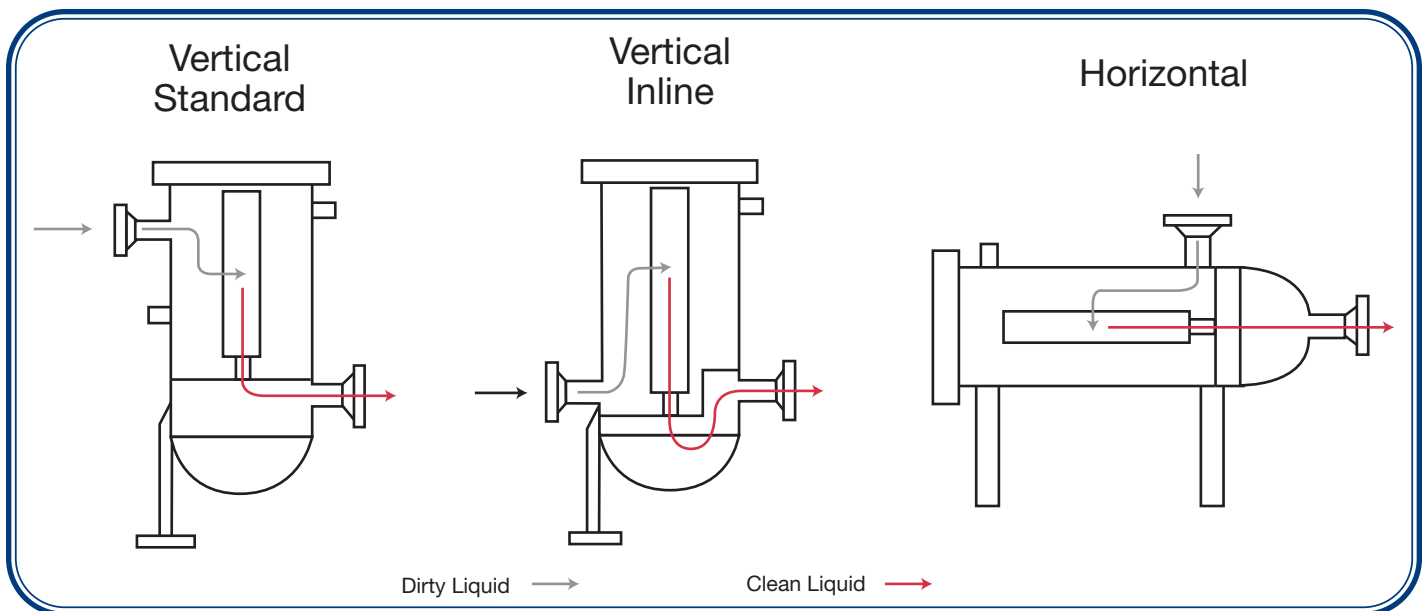 Vertical
Standard
Vertical
Inline
Horizontal
Dirty Liquid
Clean Liquid